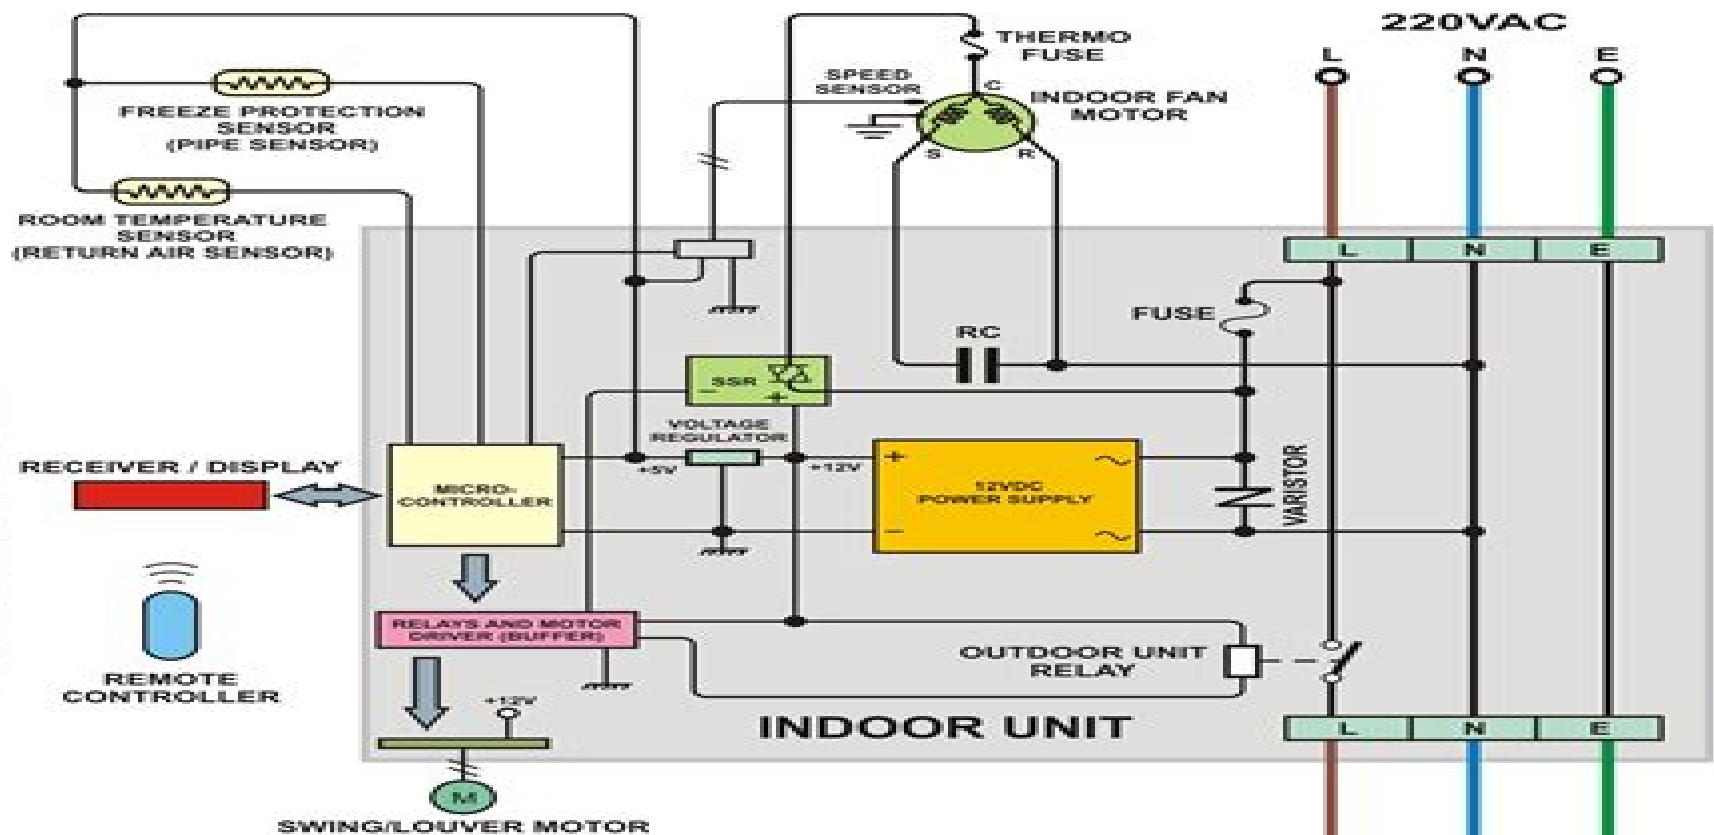 220VAC
L N E
THERMO
FUSE
SPEED
SENSOR
C
INDOOR FAN
MOTOR
S R
FREEZE PROTECTION
SENSOR
(PIPE SENSOR)
ROOM TEMPERATURE
SENSOR
(RETURN AIR SENSOR)
L N E
FUSE
RC
SSR
- +
VOLTAGE
REGULATOR
+5V +12V
+ -
12VDC
POWER SUPPLY
VARISTOR
RECEIVER / DISPLAY
MICRO-
CONTROLLER
REMOTE
CONTROLLER
RELAYS AND MOTOR
DRIVER (BUFFER)
OUTDOOR UNIT
RELAY
+12V
INDOOR UNIT
L N E
M
SWING/LOUVER MOTOR